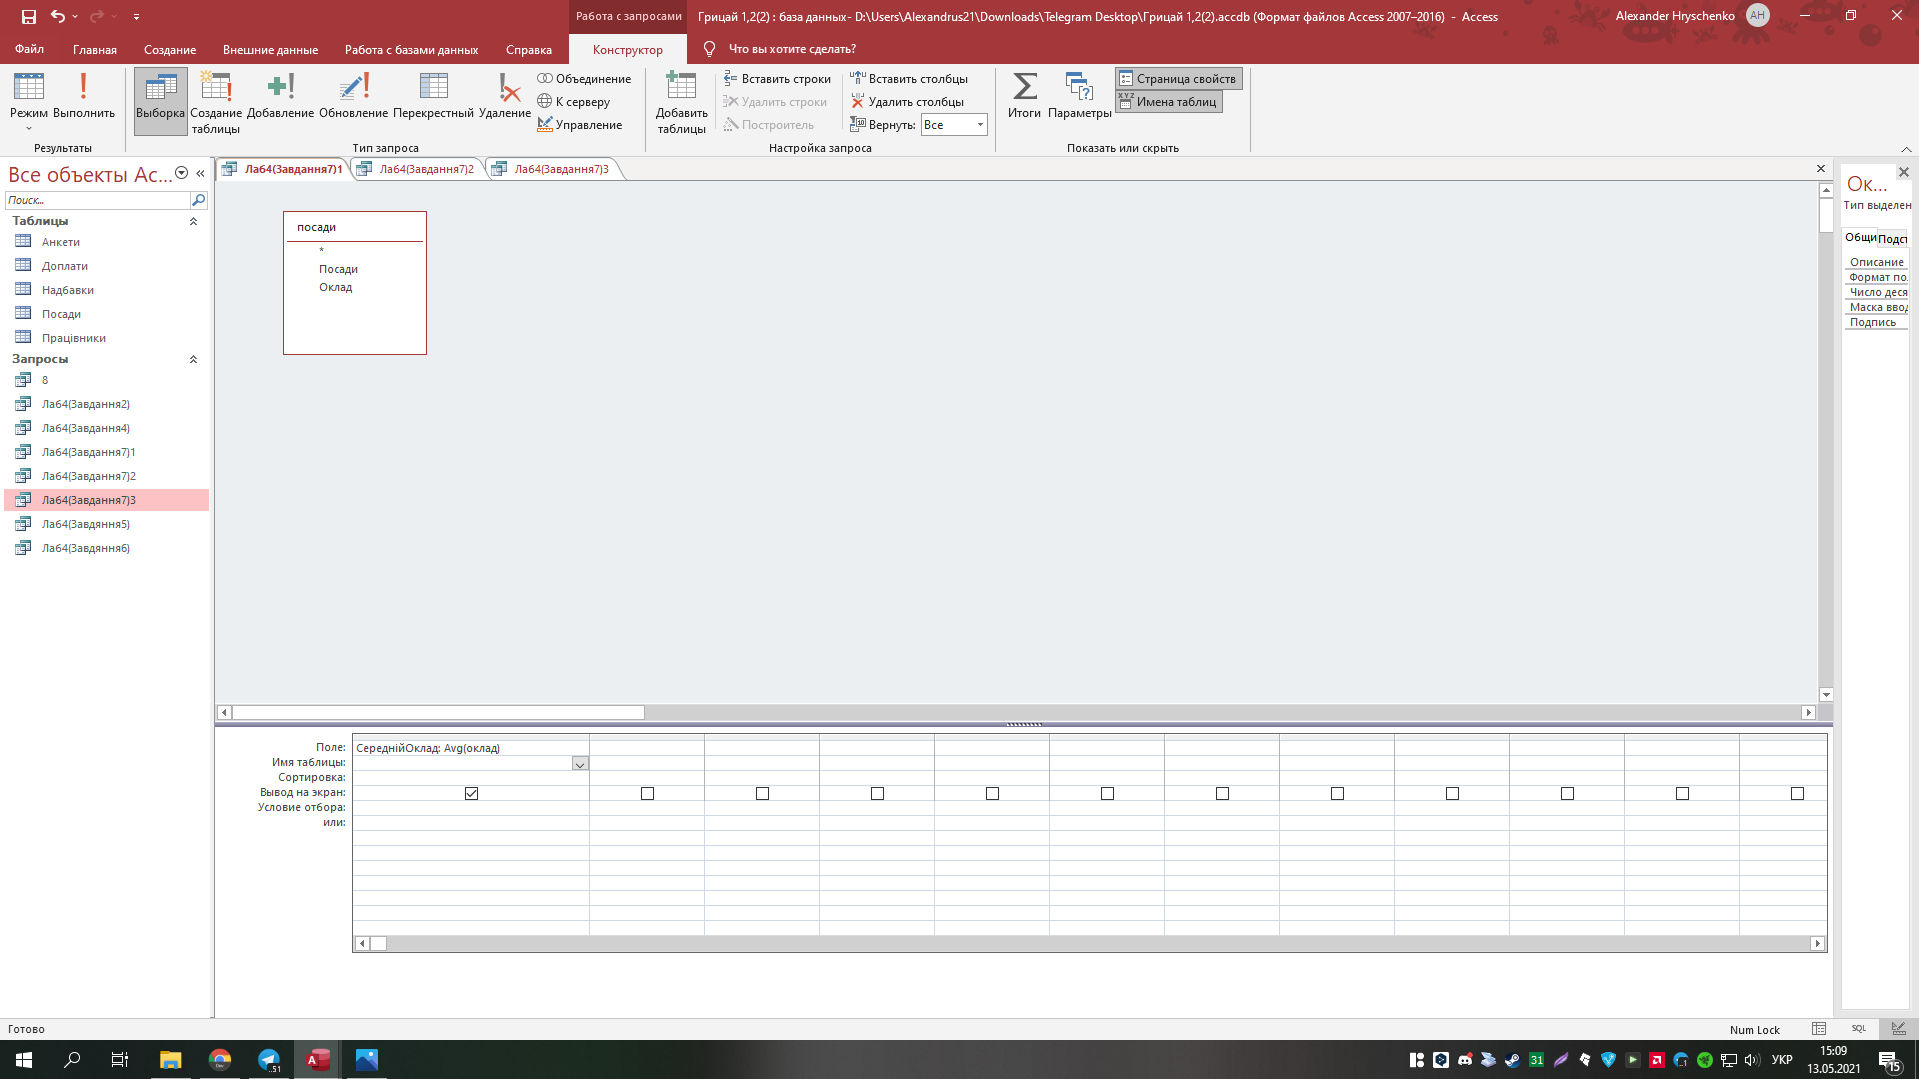 Работа с запросами
Грицай 1,2(2) : база данных- D:\Users\Alexandrus21\Downloads\Telegram Desktop\Грицай 1,2(2).accdb (Формат файлов Access 2007–2016) - Access
Alexander Hryschenko
AH
Файл
Главная
Создание
Внешние данные
Работа с базами данных
Справка
Конструктор
Что вы хотите сделать?
Режим
Выполнить
Результаты
Выборка
Создание таблицы
Добавление
Обновление
Перекрестный
Удаление
Объединение
К серверу
Управление
Тип запроса
Добавить таблицы
Вставить строки
Удалить строки
Построитель
Вставить столбцы
Удалить столбцы
Вернуть: Все
Настройка запроса
Итоги
Параметры
Страница свойств
Имена таблиц
Показать или скрыть
Все объекты Ac...
Поиск...
Таблицы
Анкети
Доплати
Надбавки
Посади
Працівники
Запросы
8
Лаб4(Завдання2)
Лаб4(Завдання4)
Лаб4(Завдання7)1
Лаб4(Завдання7)2
Лаб4(Завдання7)3
Лаб4(Завдяння5)
Лаб4(Завдяння6)
Лаб4(Завдання7)1
Лаб4(Завдання7)2
Лаб4(Завдання7)3
посади
*
Посади
Оклад
Поле: СереднійОклад: Avg(оклад)
Имя таблицы:
Сортировка:
Вывод на экран:
Условие отбора:
или:
Ок...
Тип выделен
Общи
Подст
Описание
Формат по
Число деся
Маска ввод
Подпись
Готово
Num Lock
SQL
..51
31
УКР
15:09
13.05.2021
15